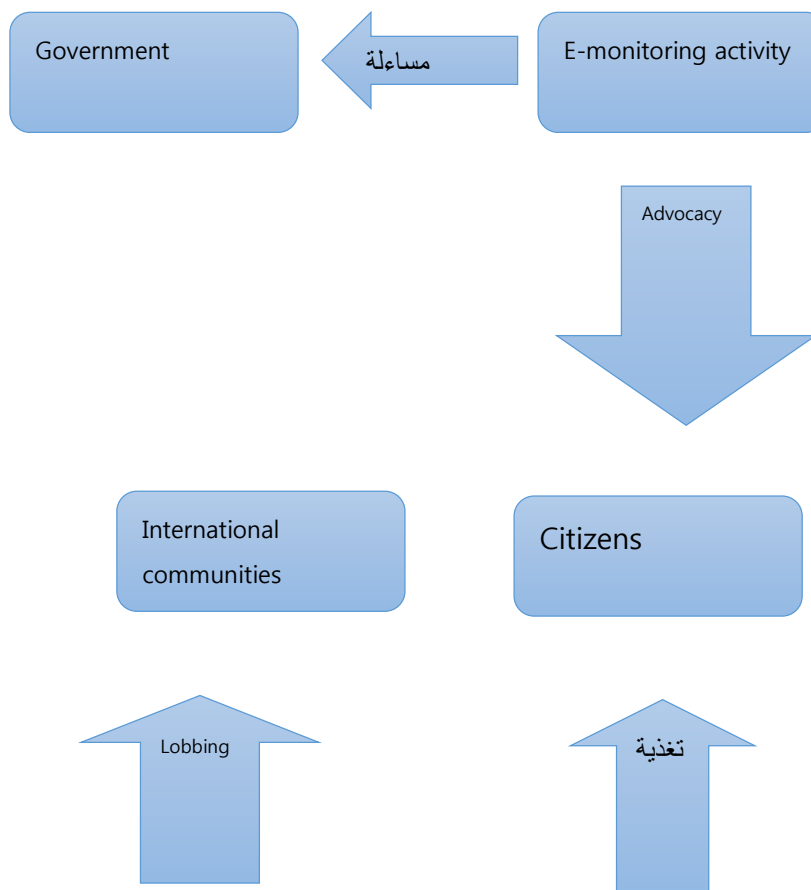 Government
مساءلة
E-monitoring activity
Advocacy
International
communities
Citizens
Lobbing
تغذية